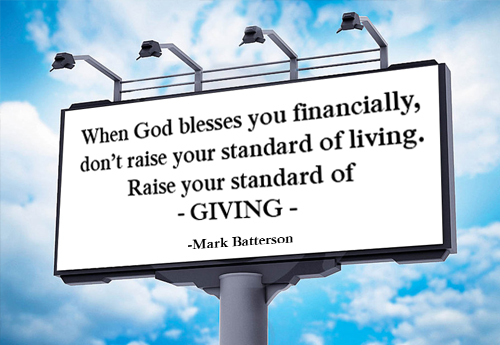 When God blesses you financially,
don't raise your standard of living.
Raise your standard of
- GIVING -
-Mark Batterson